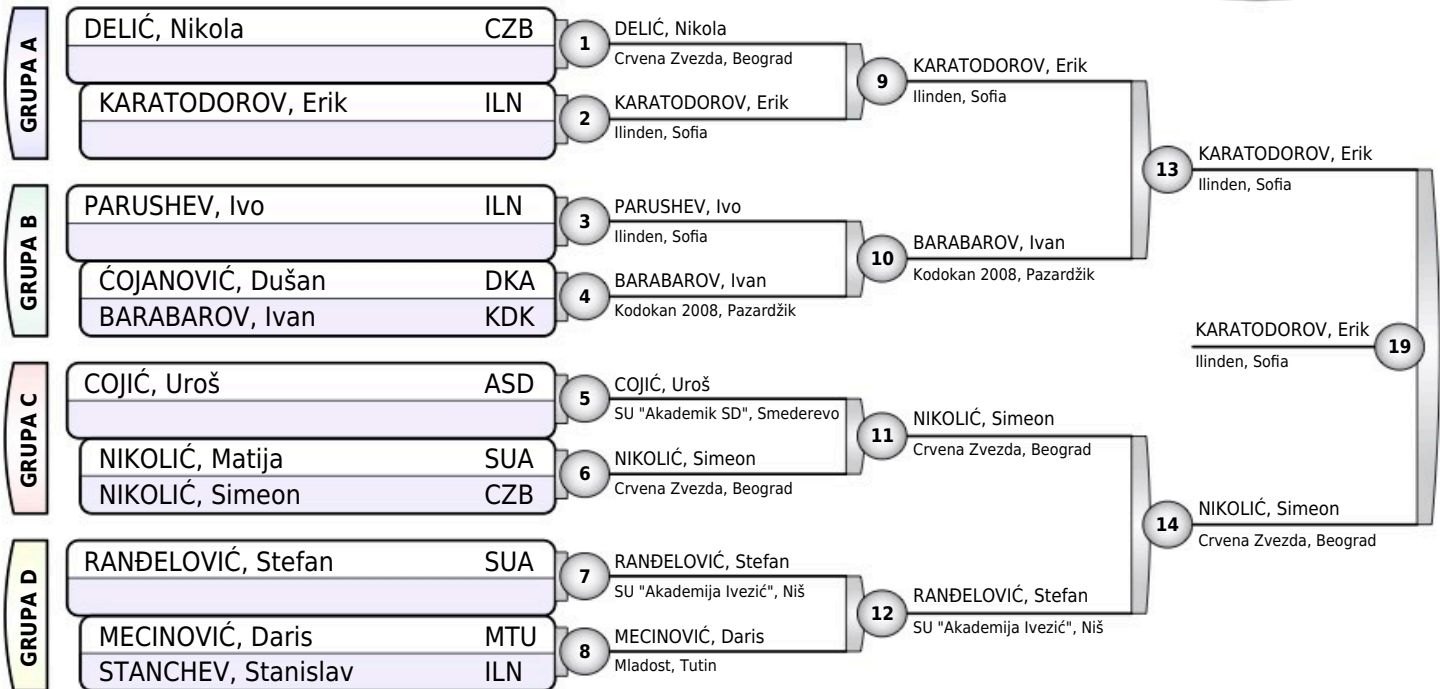 GRUPA A
DELIĆ, Nikola CZB
KARATODOROV, Erik ILN
GRUPA B
PARUSHEV, Ivo ILN
ĆOJANOVIĆ, Dušan DKA
BARABAROV, Ivan KDK
GRUPA C
COJIĆ, Uroš ASD
NIKOLIĆ, Matija SUA
NIKOLIĆ, Simeon CZB
GRUPA D
RANĐELOVIĆ, Stefan SUA
MECINOVIĆ, Daris MTU
STANCHEV, Stanislav ILN
1 DELIĆ, Nikola
Crvena Zvezda, Beograd
2 KARATODOROV, Erik
Ilinden, Sofia
3 PARUSHEV, Ivo
Ilinden, Sofia
4 BARABAROV, Ivan
Kodokan 2008, Pazardžik
5 COJIĆ, Uroš
SU "Akademik SD", Smederevo
6 NIKOLIĆ, Simeon
Crvena Zvezda, Beograd
7 RANĐELOVIĆ, Stefan
SU "Akademija Ivezić", Niš
8 MECINOVIĆ, Daris
Mladost, Tutin
9 KARATODOROV, Erik
Ilinden, Sofia
10 BARABAROV, Ivan
Kodokan 2008, Pazardžik
11 NIKOLIĆ, Simeon
Crvena Zvezda, Beograd
12 RANĐELOVIĆ, Stefan
SU "Akademija Ivezić", Niš
13 KARATODOROV, Erik
Ilinden, Sofia
14 NIKOLIĆ, Simeon
Crvena Zvezda, Beograd
KARATODOROV, Erik 19
Ilinden, Sofia